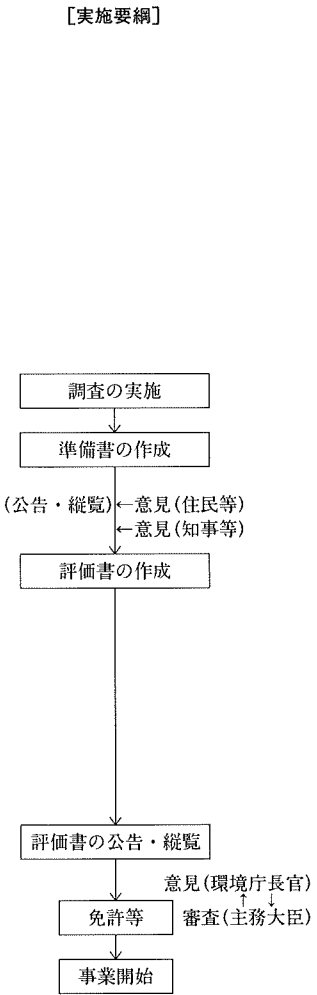 [実施要綱]
調査の実施
準備書の作成
(公告・縦覧)←意見(住民等)
←意見(知事等)
評価書の作成
評価書の公告・縦覧
意見(環境庁長官)
↑ ↓
免許等 審査(主務大臣)
事業開始